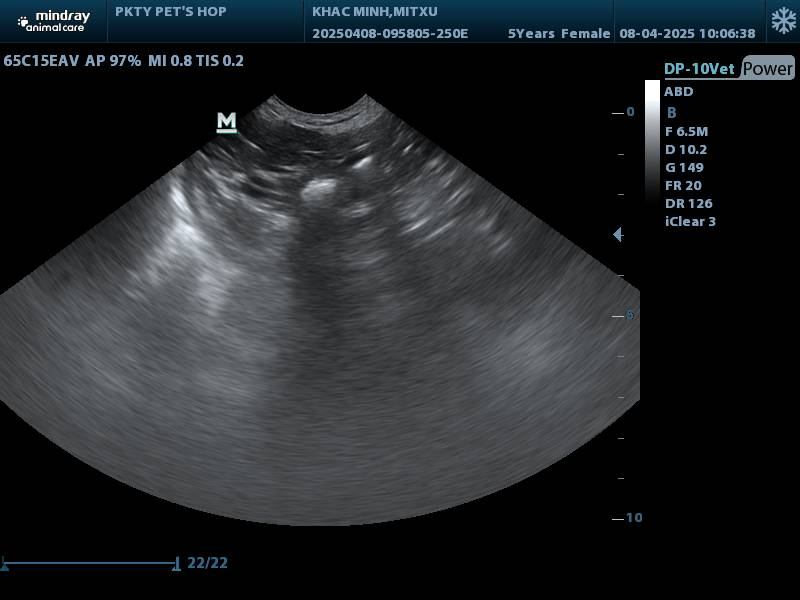 mindray
animal care
PKTY PET'S HOP
KHAC MINH,MITXU
20250408-095805-250E 5Years Female
08-04-2025 10:06:38
65C15EAV AP 97% MI 0.8 TIS 0.2
DP-10Vet Power
ABD
B
F 6.5M
D 10.2
G 149
FR 20
DR 126
iClear 3
M
0
5
10
22/22